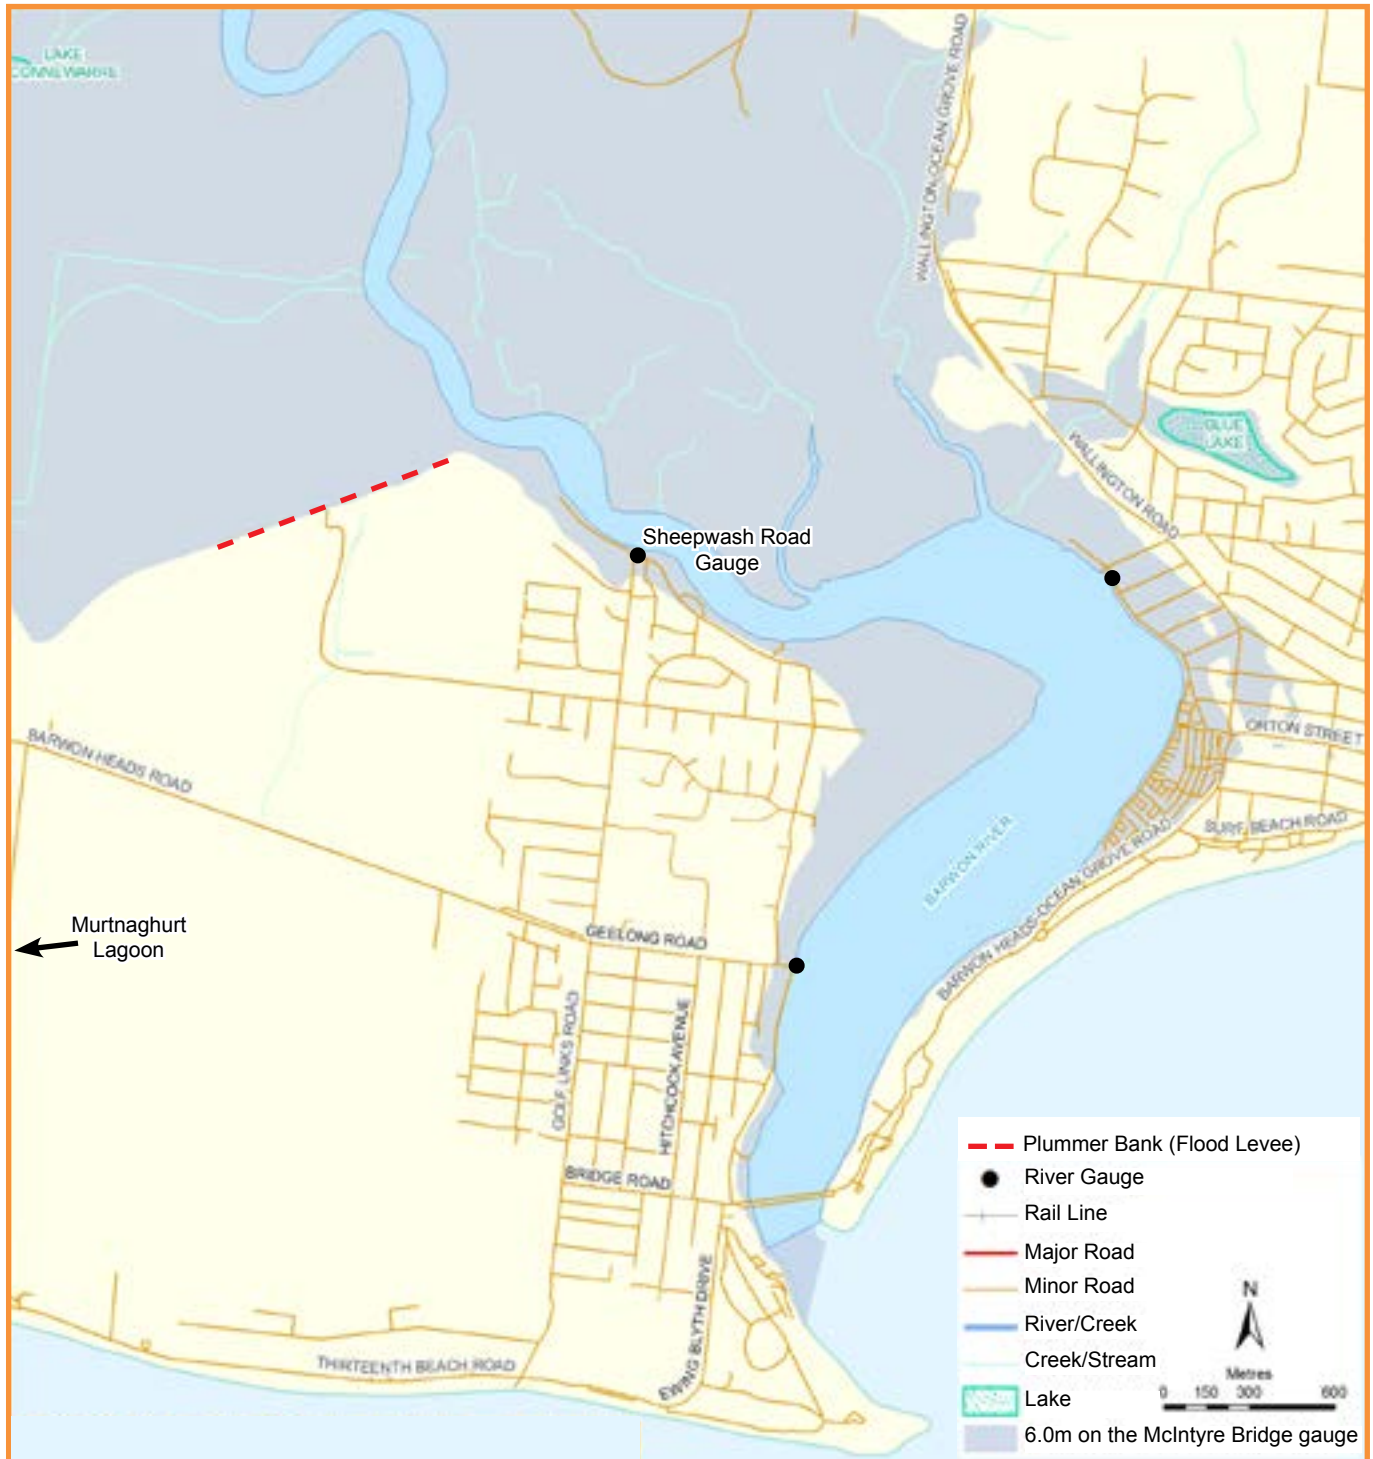 LAKE
CONNEWARRE
WALLINGTON-OCEAN GROVE ROAD
BLUE
LAKE
WALLINGTON ROAD
Sheepwash Road
Gauge
ORTON STREET
SURF BEACH ROAD
BARWON HEADS ROAD
BARWON RIVER
BARWON HEADS-OCEAN GROVE ROAD
Murtnaghurt
Lagoon
GEELONG ROAD
GOLF LINKS ROAD
HITCHCOCK AVENUE
BRIDGE ROAD
EWING BLYTH DRIVE
THIRTEENTH BEACH ROAD
Plummer Bank (Flood Levee)
River Gauge
Rail Line
Major Road
Minor Road
River/Creek
Creek/Stream
Lake
6.0m on the McIntyre Bridge gauge
N
Metres
0 150 300 600